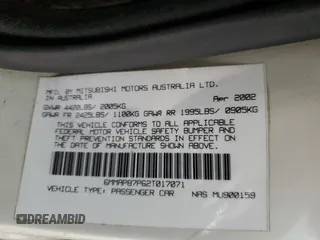 MFD. BY MITSUBISHI MOTORS AUSTRALIA LTD.
IN AUSTRALIA Apr 2002
GVWR 4420LBS/ 2005KG
GAWR FR 2425LBS/ 1100KG GAWR RR 1995LBS/ 0905KG
THIS VEHICLE CONFORMS TO ALL APPLICABLE
FEDERAL MOTOR VEHICLE SAFETY BUMPER AND
THEFT PREVENTION STANDARDS IN EFFECT ON THE
DATE OF MANUFACTURE SHOWN ABOVE.
6MMAP87P62T017071
VEHICLE TYPE: PASSENGER CAR NAS MU900159
DREAMBID